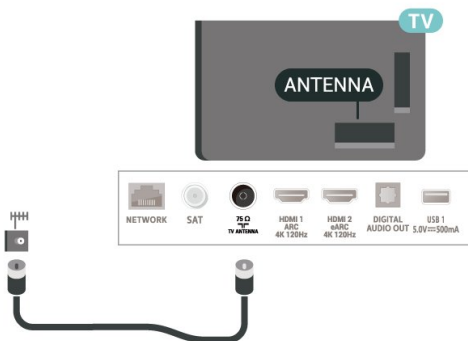 TV
ANTENNA
NETWORK
SAT
75 Ω
TV ANTENNA
HDMI 1
ARC
4K 120Hz
HDMI 2
eARC
4K 120Hz
DIGITAL
AUDIO OUT
USB 1
5.0V⎓500mA